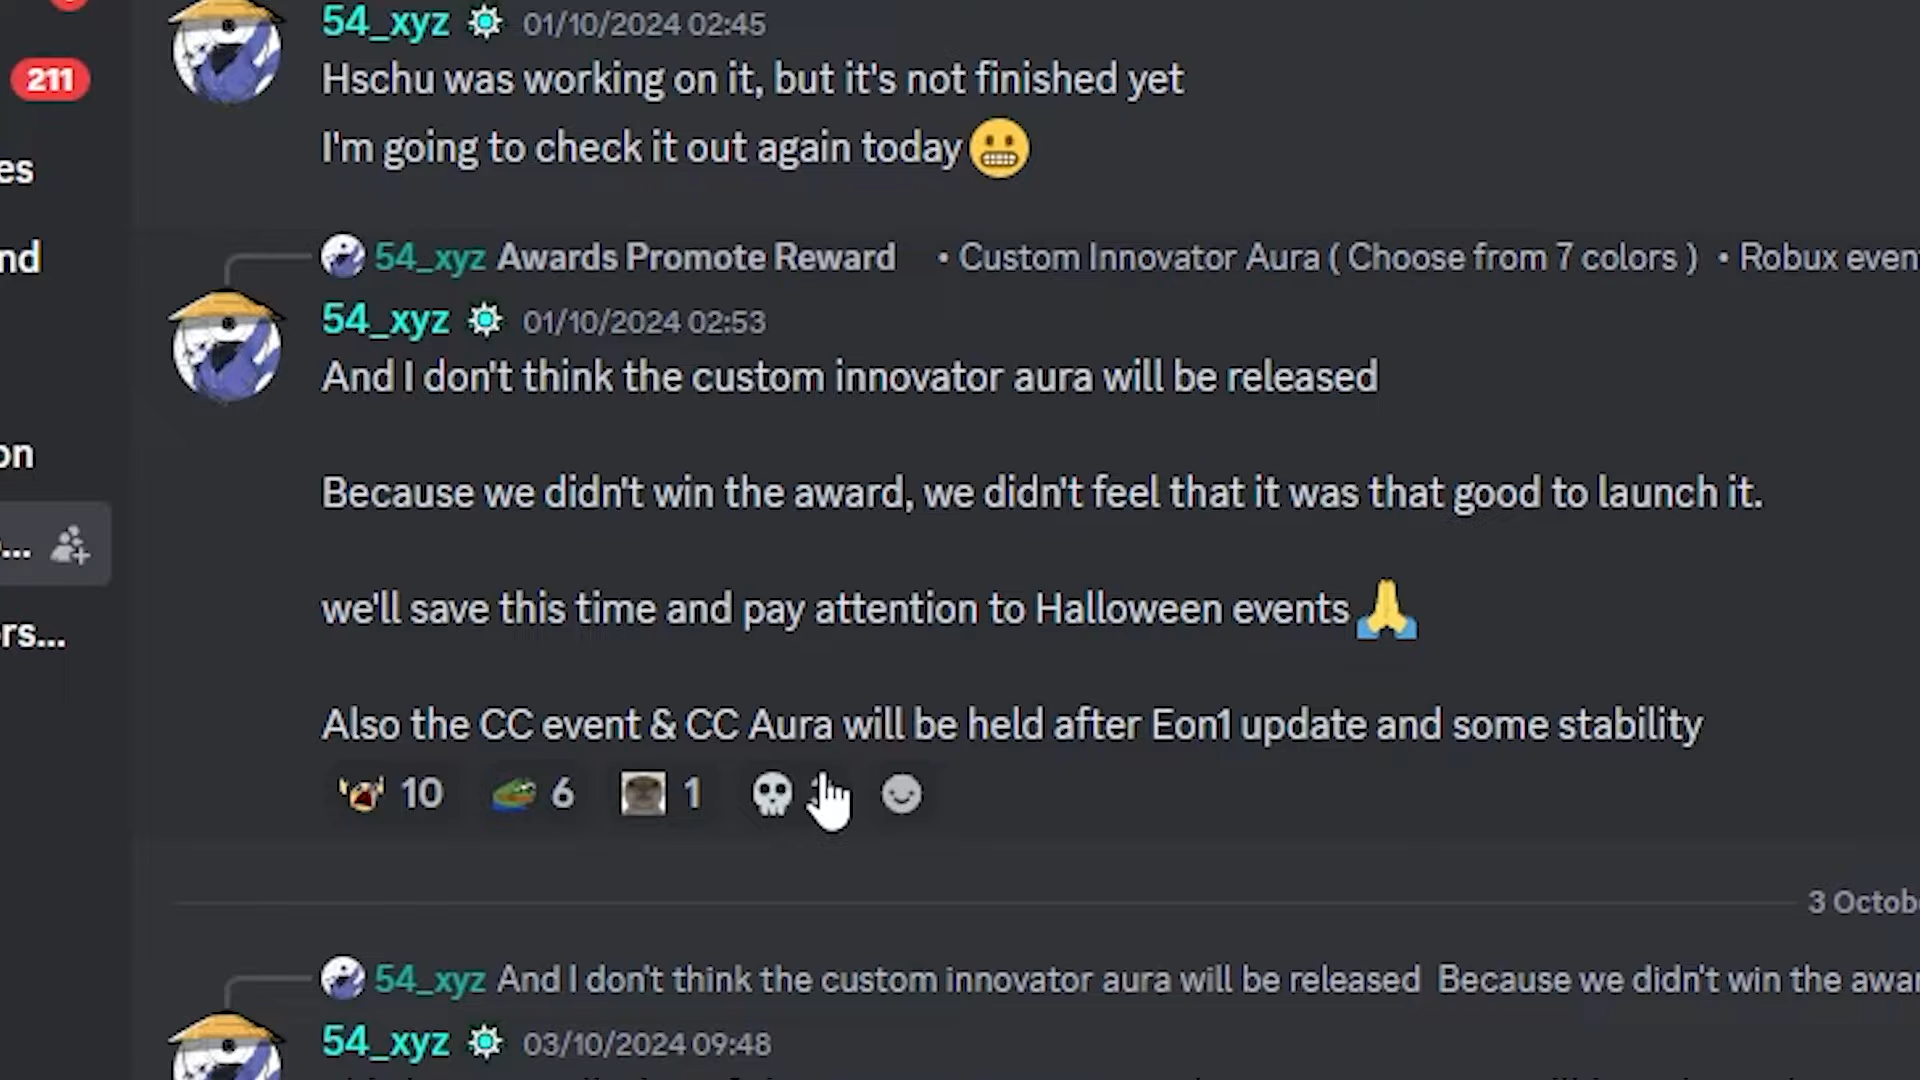 54_xyz 01/10/2024 02:45
211
Hschu was working on it, but it's not finished yet
I'm going to check it out again today
es
nd
54_xyz Awards Promote Reward • Custom Innovator Aura ( Choose from 7 colors ) • Robux even
54_xyz 01/10/2024 02:53
And I don't think the custom innovator aura will be released
on
Because we didn't win the award, we didn't feel that it was that good to launch it.
...
we'll save this time and pay attention to Halloween events
rs...
Also the CC event & CC Aura will be held after Eon1 update and some stability
10 6 1
3 Octob
54_xyz And I don't think the custom innovator aura will be released Because we didn't win the awar
54_xyz 03/10/2024 09:48